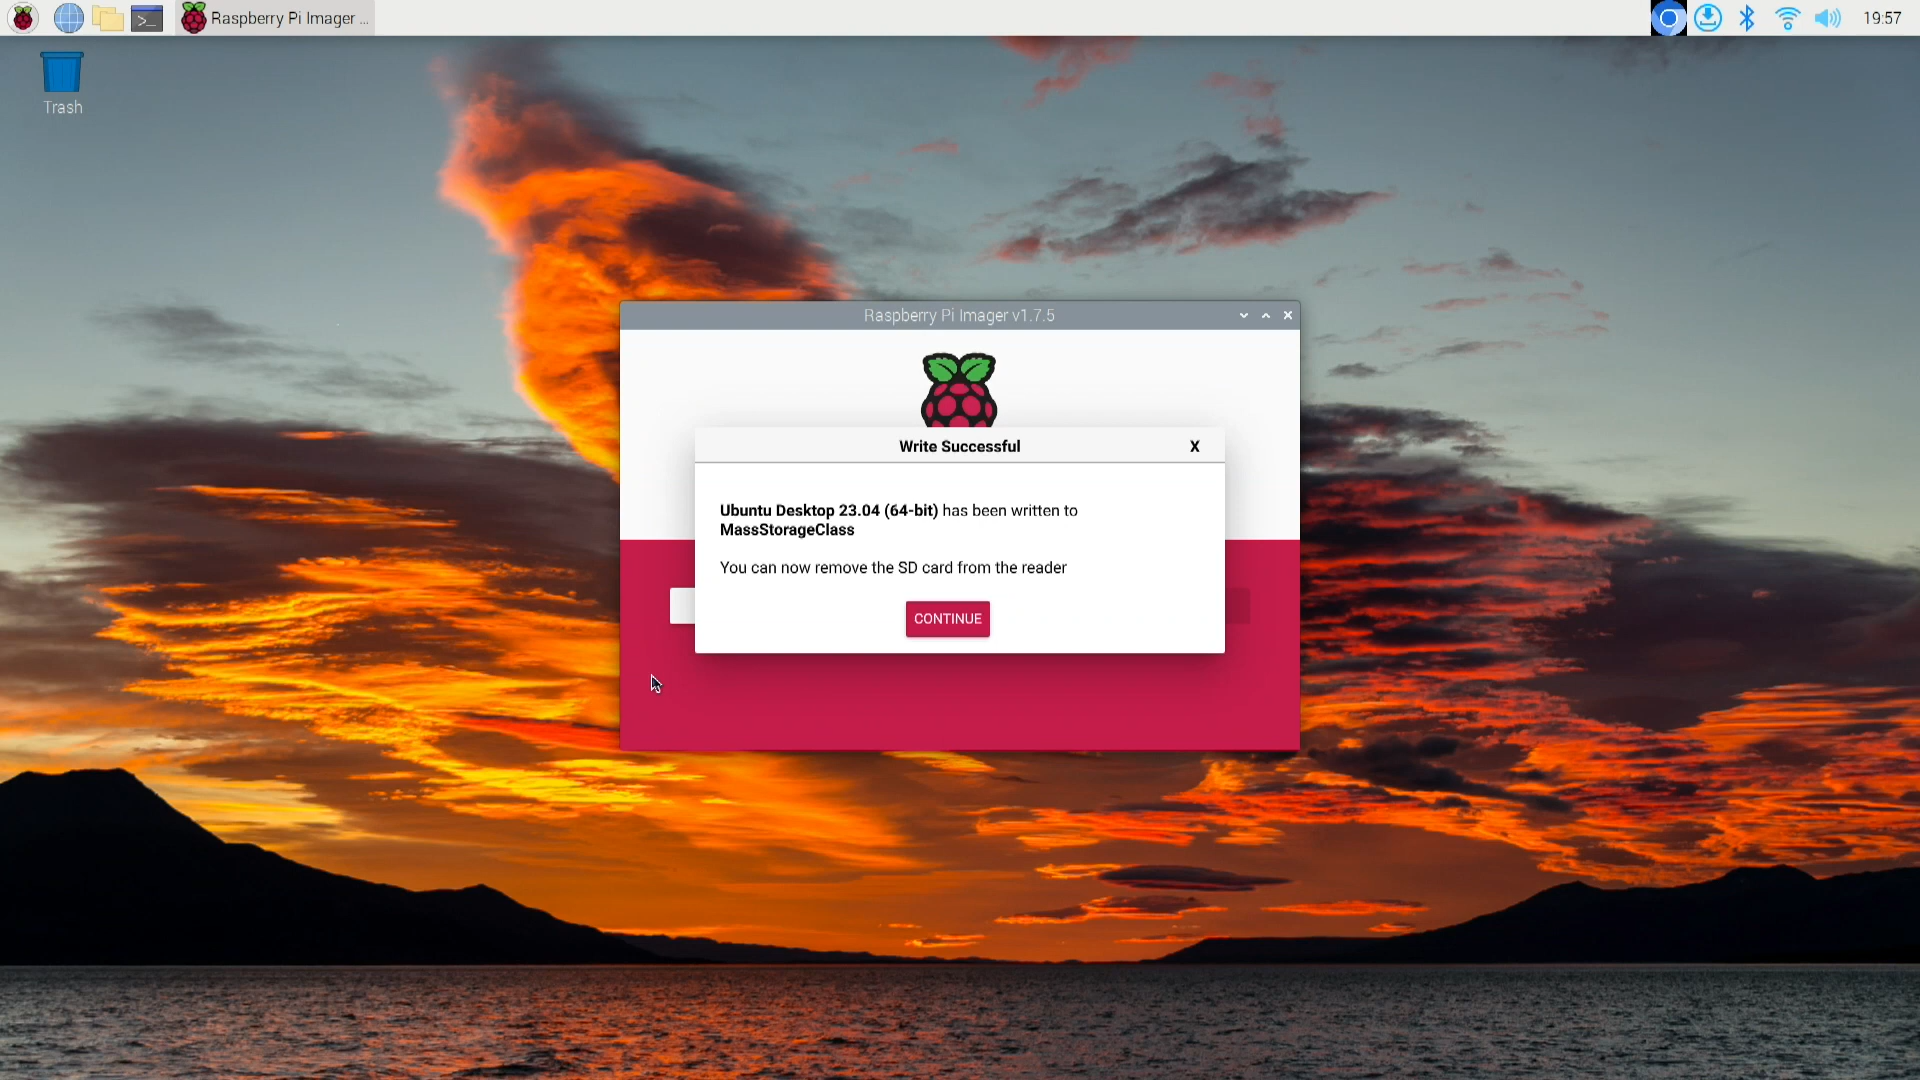 Raspberry Pi Imager ...
19:57
Trash
Raspberry Pi Imager v1.7.5
Write Successful
X
Ubuntu Desktop 23.04 (64-bit) has been written to
MassStorageClass
You can now remove the SD card from the reader
CONTINUE